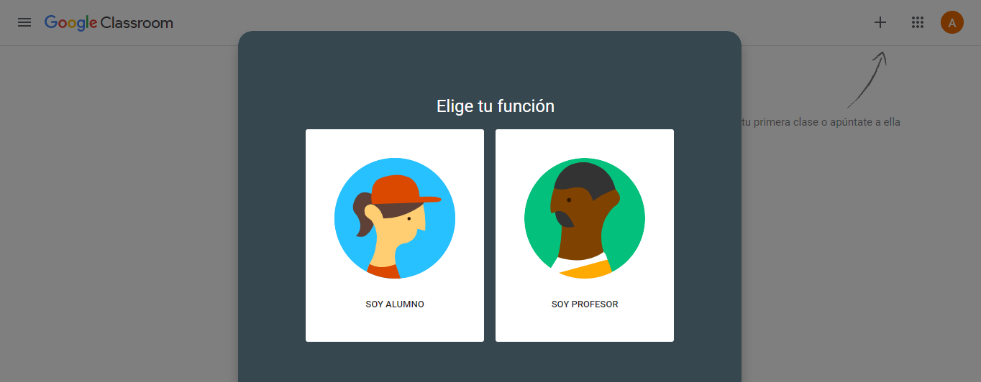 Google Classroom
A
tu primera clase o apúntate a ella
Elige tu función
SOY ALUMNO
SOY PROFESOR